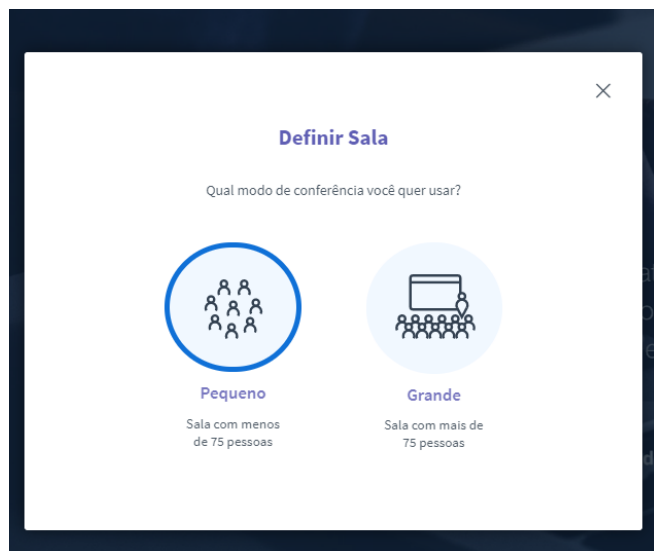 Definir Sala
Qual modo de conferência você quer usar?
Pequeno
Sala com menos
de 75 pessoas
Grande
Sala com mais de
75 pessoas